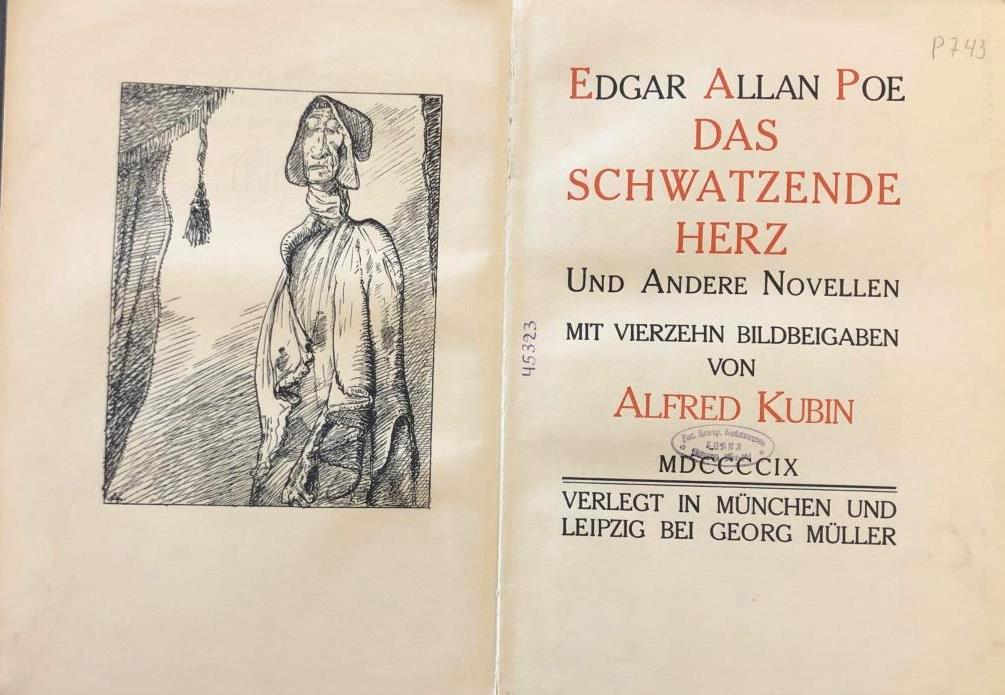 P743
EDGAR ALLAN POE
DAS
SCHWATZENDE
HERZ
UND ANDERE NOVELLEN
MIT VIERZEHN BILDBEIGABEN
VON
ALFRED KUBIN
MDCCCCIX
VERLEGT IN MÜNCHEN UND
LEIPZIG BEI GEORG MÜLLER
45323